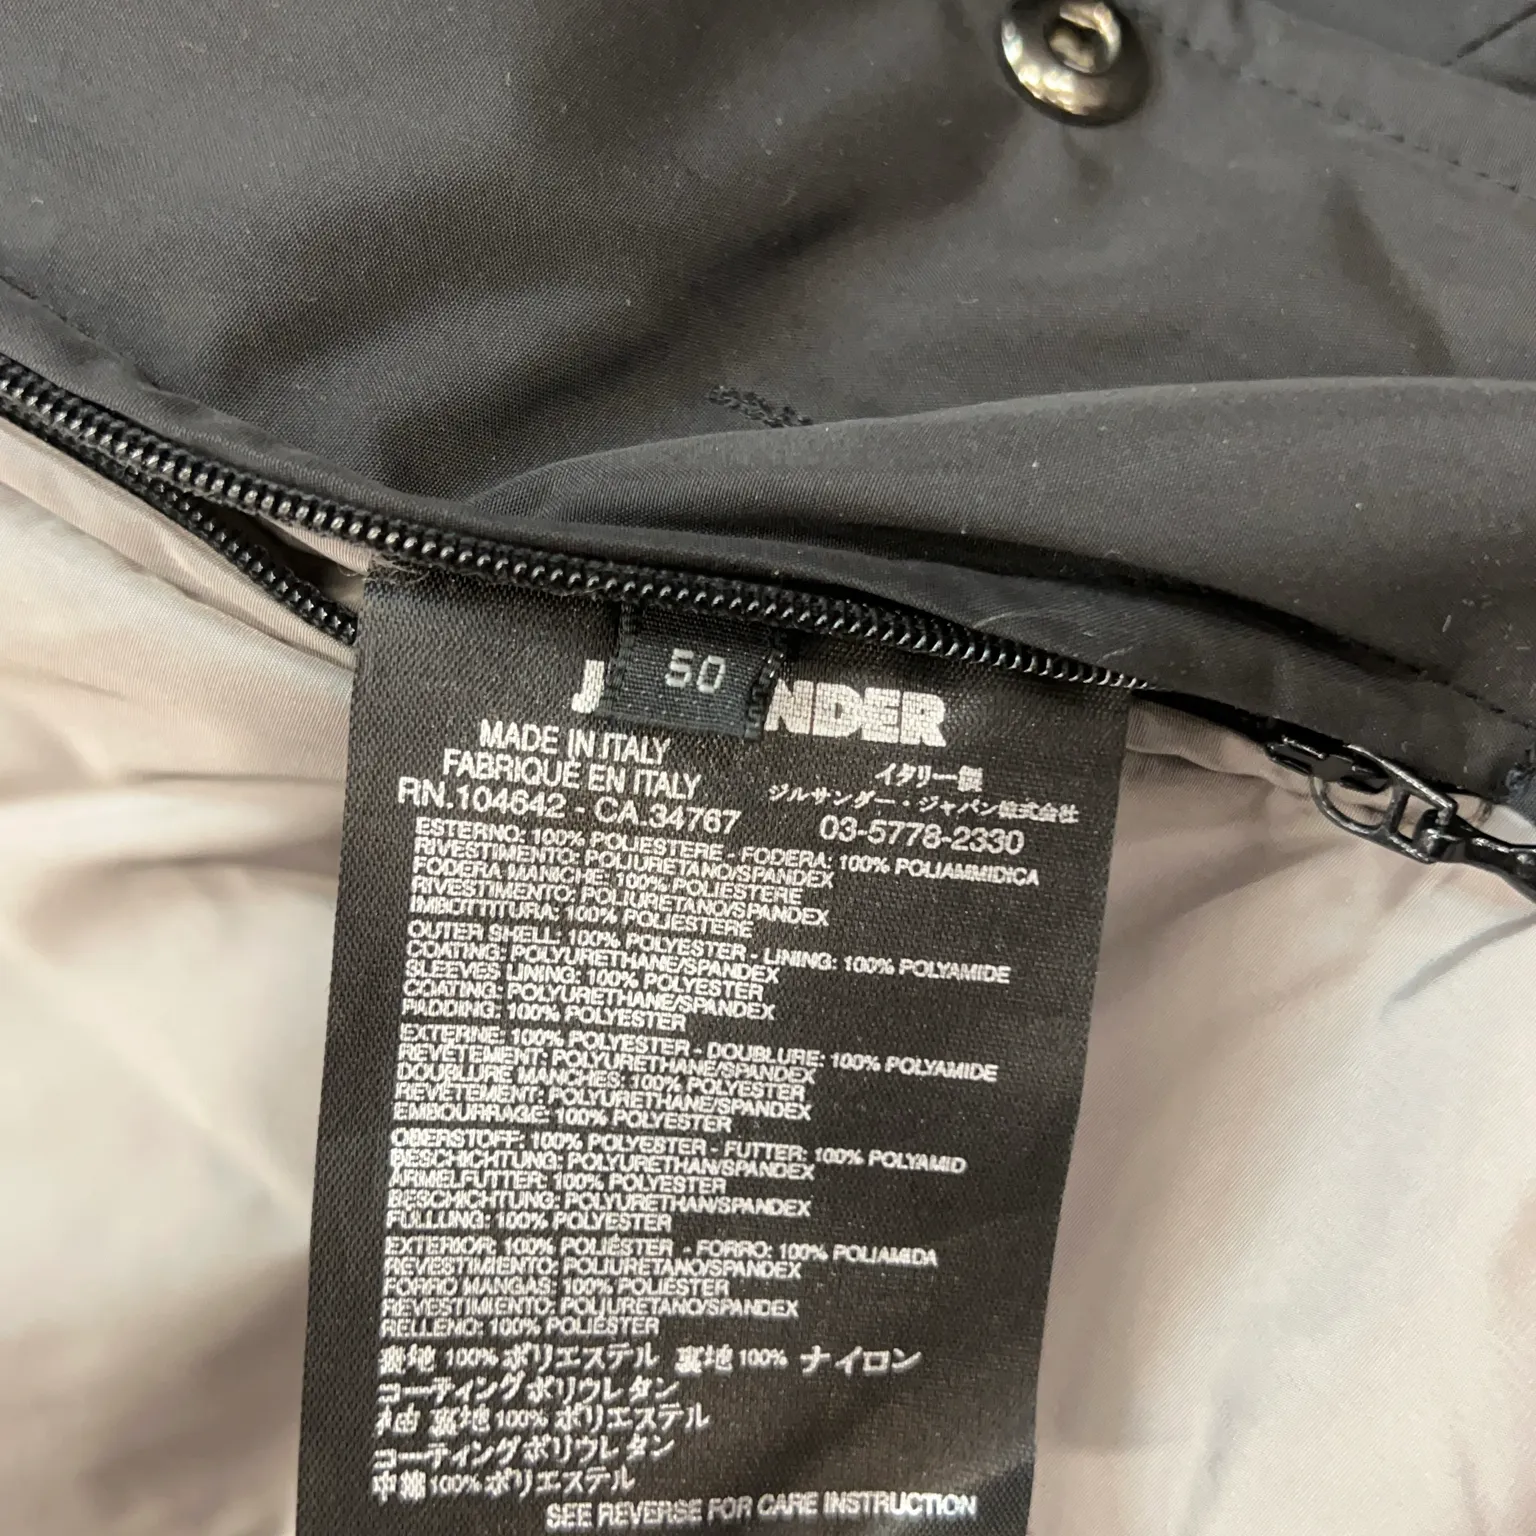 50
J NDER
MADE IN ITALY
FABRIQUÉ EN ITALY
RN.104642 - CA.34767
イタリー製
ジルサンダー・ジャパン株式会社
03-5778-2330
ESTERNO: 100% POLIESTERE - FODERA: 100% POLIAMMIDICA
RIVESTIMENTO: POLIURETANO/SPANDEX
FODERA MANICHE: 100% POLIESTERE
RIVESTIMENTO: POLIURETANO/SPANDEX
IMBOTTITURA: 100% POLIESTERE
OUTER SHELL: 100% POLYESTER - LINING: 100% POLYAMIDE
COATING: POLYURETHANE/SPANDEX
SLEEVES LINING: 100% POLYESTER
COATING: POLYURETHANE/SPANDEX
PADDING: 100% POLYESTER
EXTERNE: 100% POLYESTER - DOUBLURE: 100% POLYAMIDE
REVÊTEMENT: POLYURETHANE/SPANDEX
DOUBLURE MANCHES: 100% POLYESTER
REVÊTEMENT: POLYURETHANE/SPANDEX
EMBOURRAGE: 100% POLYESTER
OBERSTOFF: 100% POLYESTER - FUTTER: 100% POLYAMID
BESCHICHTUNG: POLYURETHAN/SPANDEX
ÄRMELFUTTER: 100% POLYESTER
BESCHICHTUNG: POLYURETHAN/SPANDEX
FÜLLUNG: 100% POLYESTER
EXTERIOR: 100% POLIÉSTER - FORRO: 100% POLIAMIDA
REVESTIMIENTO: POLIURETANO/SPANDEX
FORRO MANGAS: 100% POLIÉSTER
REVESTIMIENTO: POLIURETANO/SPANDEX
RELLENO: 100% POLIÉSTER
表地 100% ポリエステル 裏地 100% ナイロン
コーティング ポリウレタン
袖 裏地 100% ポリエステル
コーティング ポリウレタン
中綿 100% ポリエステル
SEE REVERSE FOR CARE INSTRUCTION